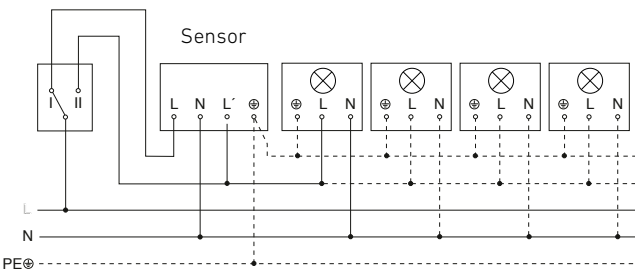 Sensor
I II
L N L´ ⏚
⏚ L N
⏚ L N
⏚ L N
⏚ L N
L
N
PE⏚